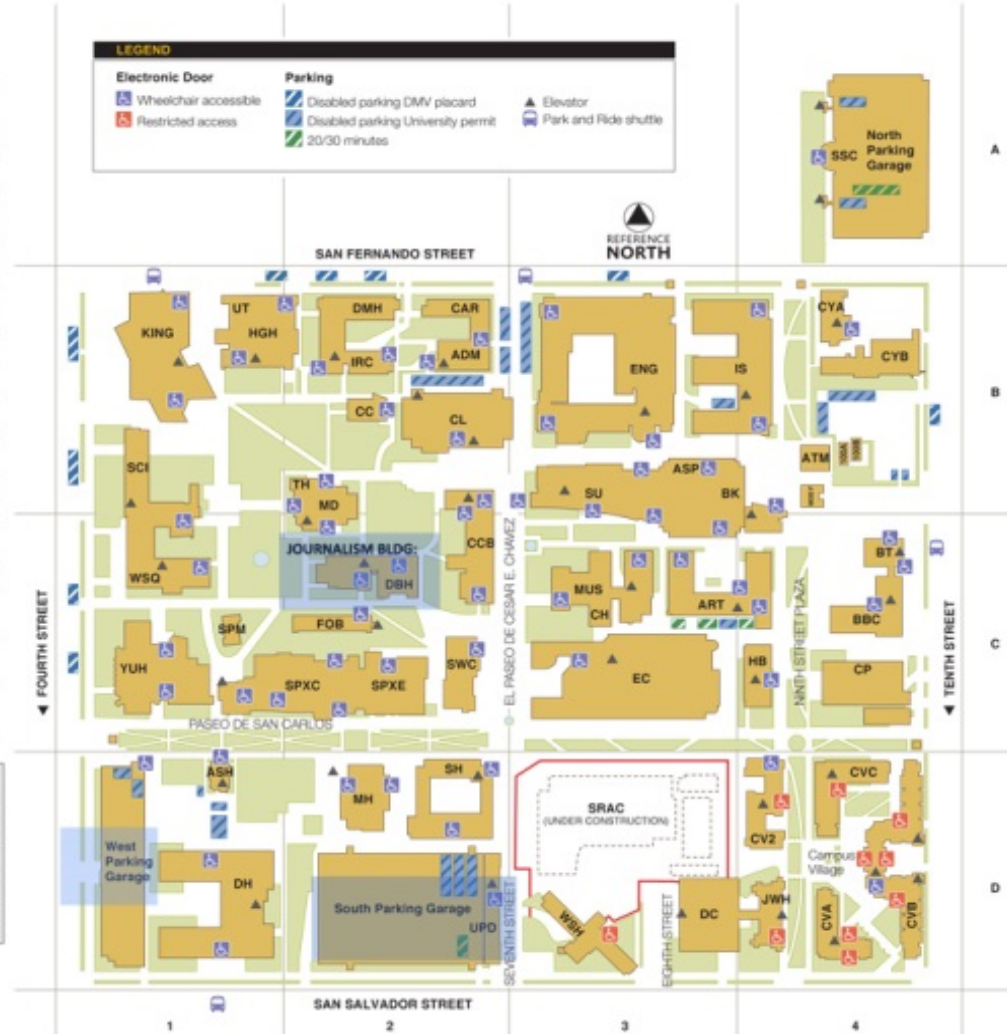 LEGEND
Electronic Door
Wheelchair accessible
Restricted access
Parking
Disabled parking DMV placard
Disabled parking University permit
20/30 minutes
Elevator
Park and Ride shuttle
SSC
North
Parking
Garage
A
REFERENCE
NORTH
SAN FERNANDO STREET
KING
UT
HGH
DMH
IRC
CAR
ADM
ENG
IS
CYA
CYB
B
CC
CL
SCI
TH
MD
SU
ASP
BK
ATM
CCB
WSQ
JOURNALISM BLDG:
DBH
MUS
CH
ART
BT
BBC
FOURTH STREET
EL PASEO DE CESAR E. CHAVEZ
NINTH STREET PLAZA
TENTH STREET
C
SPM
FOB
YUH
SPXC
SPXE
SWC
EC
HB
CP
PASEO DE SAN CARLOS
ASH
MH
SH
SRAC
(UNDER CONSTRUCTION)
CV2
CVC
Campus
Village
West
Parking
Garage
DH
South Parking Garage
UPD
SEVENTH STREET
WSH
EIGHTH STREET
DC
JWH
CVA
CVB
D
SAN SALVADOR STREET
1
2
3
4